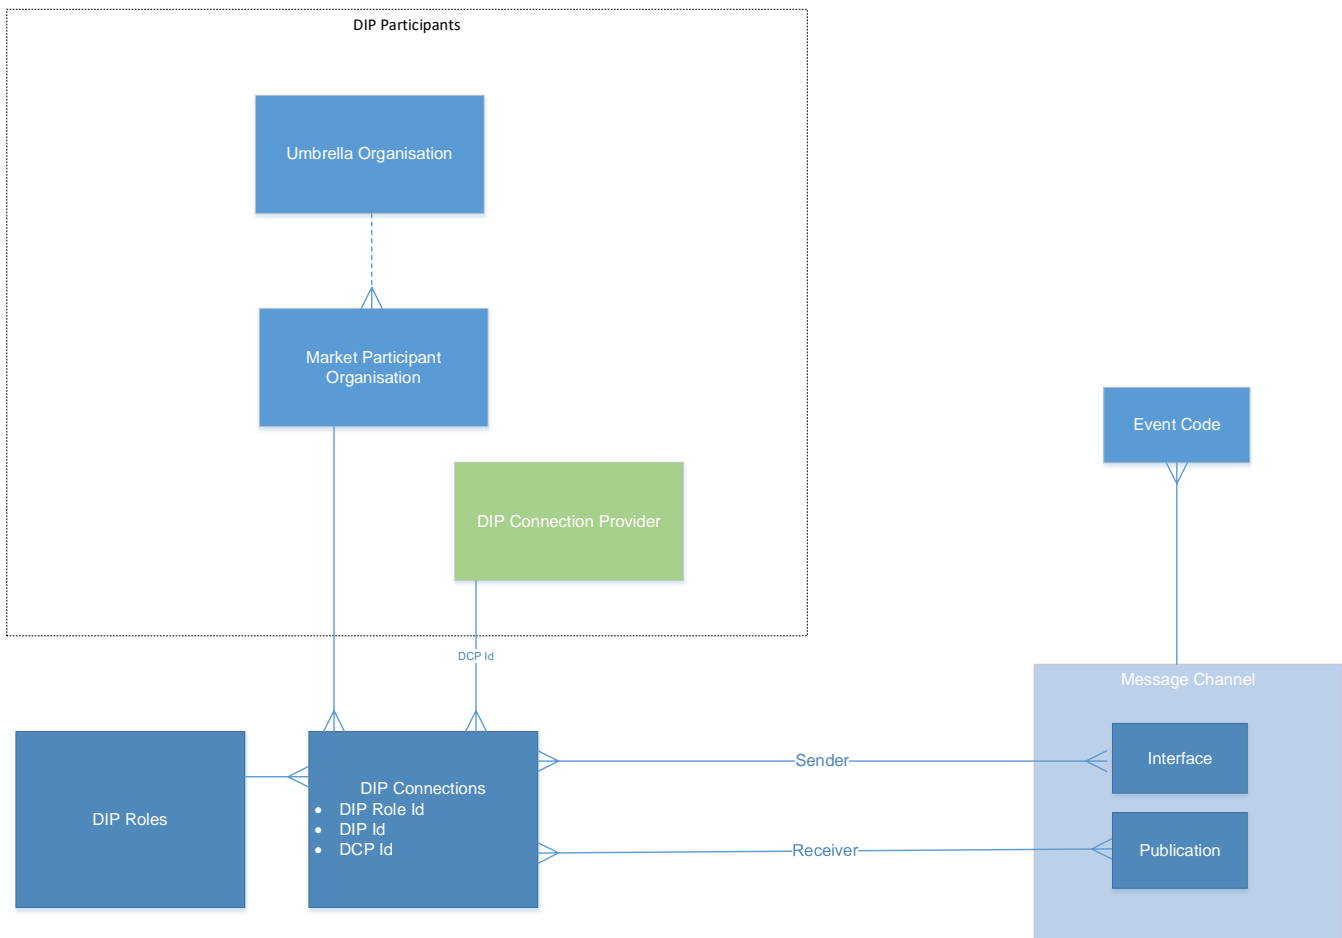 DIP Participants
Umbrella Organisation
Market Participant
Organisation
Event Code
DIP Connection Provider
DCP Id
Message Channel
Interface
Sender
DIP Connections
• DIP Role Id
• DIP Id
• DCP Id
DIP Roles
Receiver
Publication